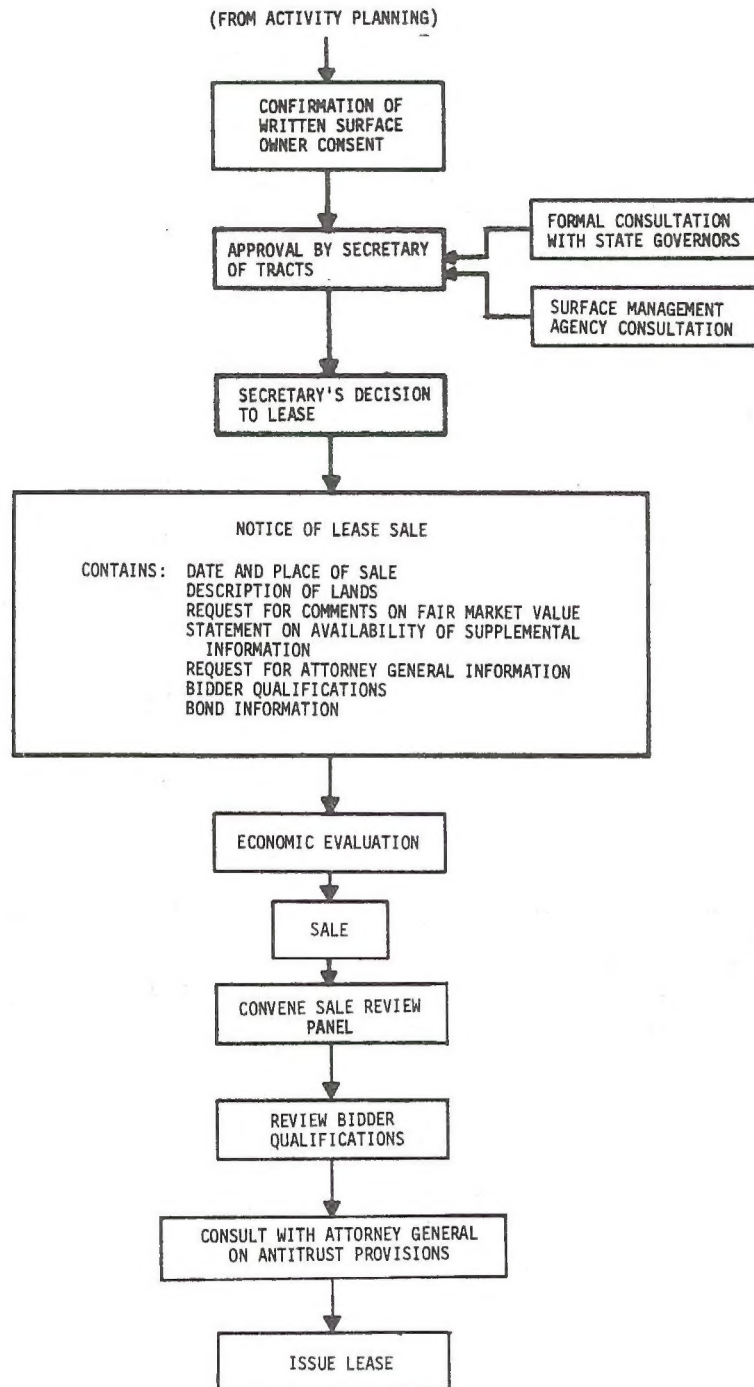 (FROM ACTIVITY PLANNING)
CONFIRMATION OF
WRITTEN SURFACE
OWNER CONSENT
APPROVAL BY SECRETARY
OF TRACTS
FORMAL CONSULTATION
WITH STATE GOVERNORS
SURFACE MANAGEMENT
AGENCY CONSULTATION
SECRETARY'S DECISION
TO LEASE
NOTICE OF LEASE SALE
CONTAINS: DATE AND PLACE OF SALE
DESCRIPTION OF LANDS
REQUEST FOR COMMENTS ON FAIR MARKET VALUE
STATEMENT ON AVAILABILITY OF SUPPLEMENTAL
INFORMATION
REQUEST FOR ATTORNEY GENERAL INFORMATION
BIDDER QUALIFICATIONS
BOND INFORMATION
ECONOMIC EVALUATION
SALE
CONVENE SALE REVIEW
PANEL
REVIEW BIDDER
QUALIFICATIONS
CONSULT WITH ATTORNEY GENERAL
ON ANTITRUST PROVISIONS
ISSUE LEASE